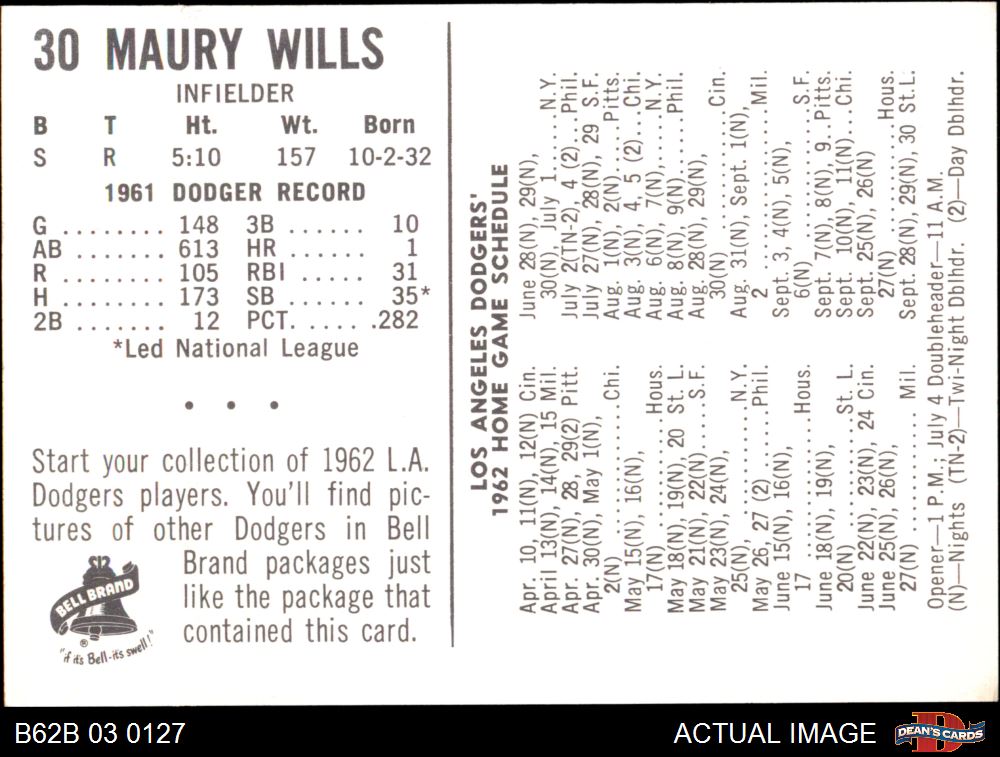 30 MAURY WILLS
INFIELDER
B T Ht. Wt. Born
S R 5:10 157 10-2-32
1961 DODGER RECORD
G ........ 148 3B ...... 10
AB ....... 613 HR ...... 1
R ........ 105 RBI ..... 31
H ........ 173 SB ...... 35*
2B ....... 12 PCT. ..... .282
*Led National League
• • •
Start your collection of 1962 L.A.
Dodgers players. You'll find pic-
tures of other Dodgers in Bell
Brand packages just
like the package that
contained this card.
BELL BRAND
®
"if it's Bell-it's swell!"
LOS ANGELES DODGERS'
1962 HOME GAME SCHEDULE
Apr. 10, 11(N), 12(N) Cin.
April 13(N), 14(N), 15 Mil.
Apr. 27(N), 28, 29(2) Pitt.
Apr. 30(N), May 1(N),
2(N) ............... Chi.
May 15(N), 16(N),
17(N) ............. Hous.
May 18(N), 19(N), 20 St. L.
May 21(N), 22(N) ... S.F.
May 23(N), 24(N),
25(N), ............ N.Y.
May 26, 27 (2) ..... Phil.
June 15(N), 16(N),
17 ................ Hous.
June 18(N), 19(N),
20(N) ............ St. L.
June 22(N), 23(N), 24 Cin.
June 25(N), 26(N),
27(N) ............. Mil.
June 28(N), 29(N),
30(N), July 1 ...... N.Y.
July 2(TN-2), 4 (2) ... Phil.
July 27(N), 28(N), 29 S.F.
Aug. 1(N), 2(N) .... Pitts.
Aug. 3(N), 4, 5 (2) ... Chi.
Aug. 6(N), 7(N) ..... N.Y.
Aug. 8(N), 9(N) ..... Phil.
Aug. 28(N), 29(N),
30(N) ............. Cin.
Aug. 31(N), Sept. 1(N),
2 ................. Mil.
Sept. 3, 4(N), 5(N),
6(N) .............. S.F.
Sept. 7(N), 8(N), 9 .. Pitts.
Sept. 10(N), 11(N) ... Chi.
Sept. 25(N), 26(N)
27(N) ............. Hous.
Sept. 28(N), 29(N), 30 St.L.
Opener—1 P.M.; July 4 Doubleheader—11 A.M.
(N)—Nights (TN-2)—Twi-Night Dblhdr. (2)—Day Dblhdr.
B62B 03 0127
ACTUAL IMAGE
D
DEAN'S CARDS